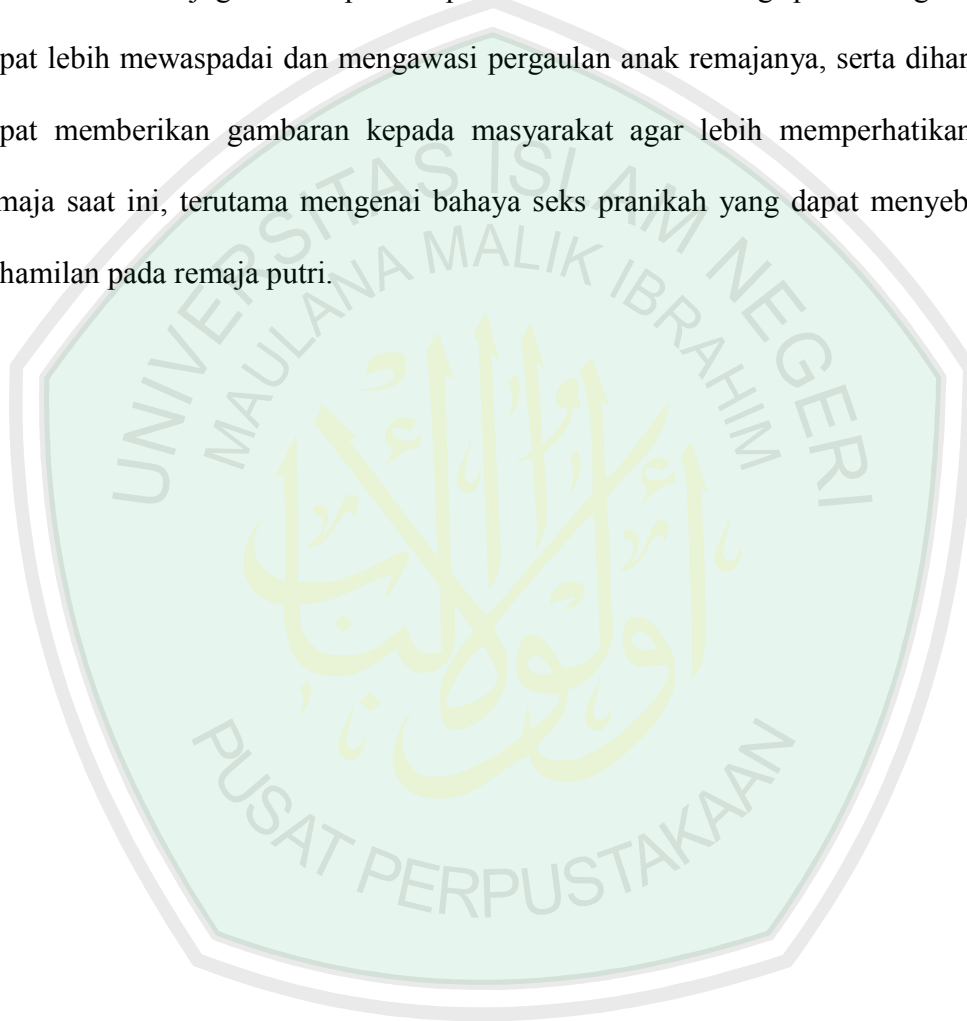 pat lebih mewaspadai dan mengawasi pergaulan anak remajanya, serta dihar
pat memberikan gambaran kepada masyarakat agar lebih memperhatikan
maja saat ini, terutama mengenai bahaya seks pranikah yang dapat menyeb
hamilan pada remaja putri.
UNIVERSITAS ISLAM NEGERI
MAULANA MALIK IBRAHIM
PUSAT PERPUSTAKAAN